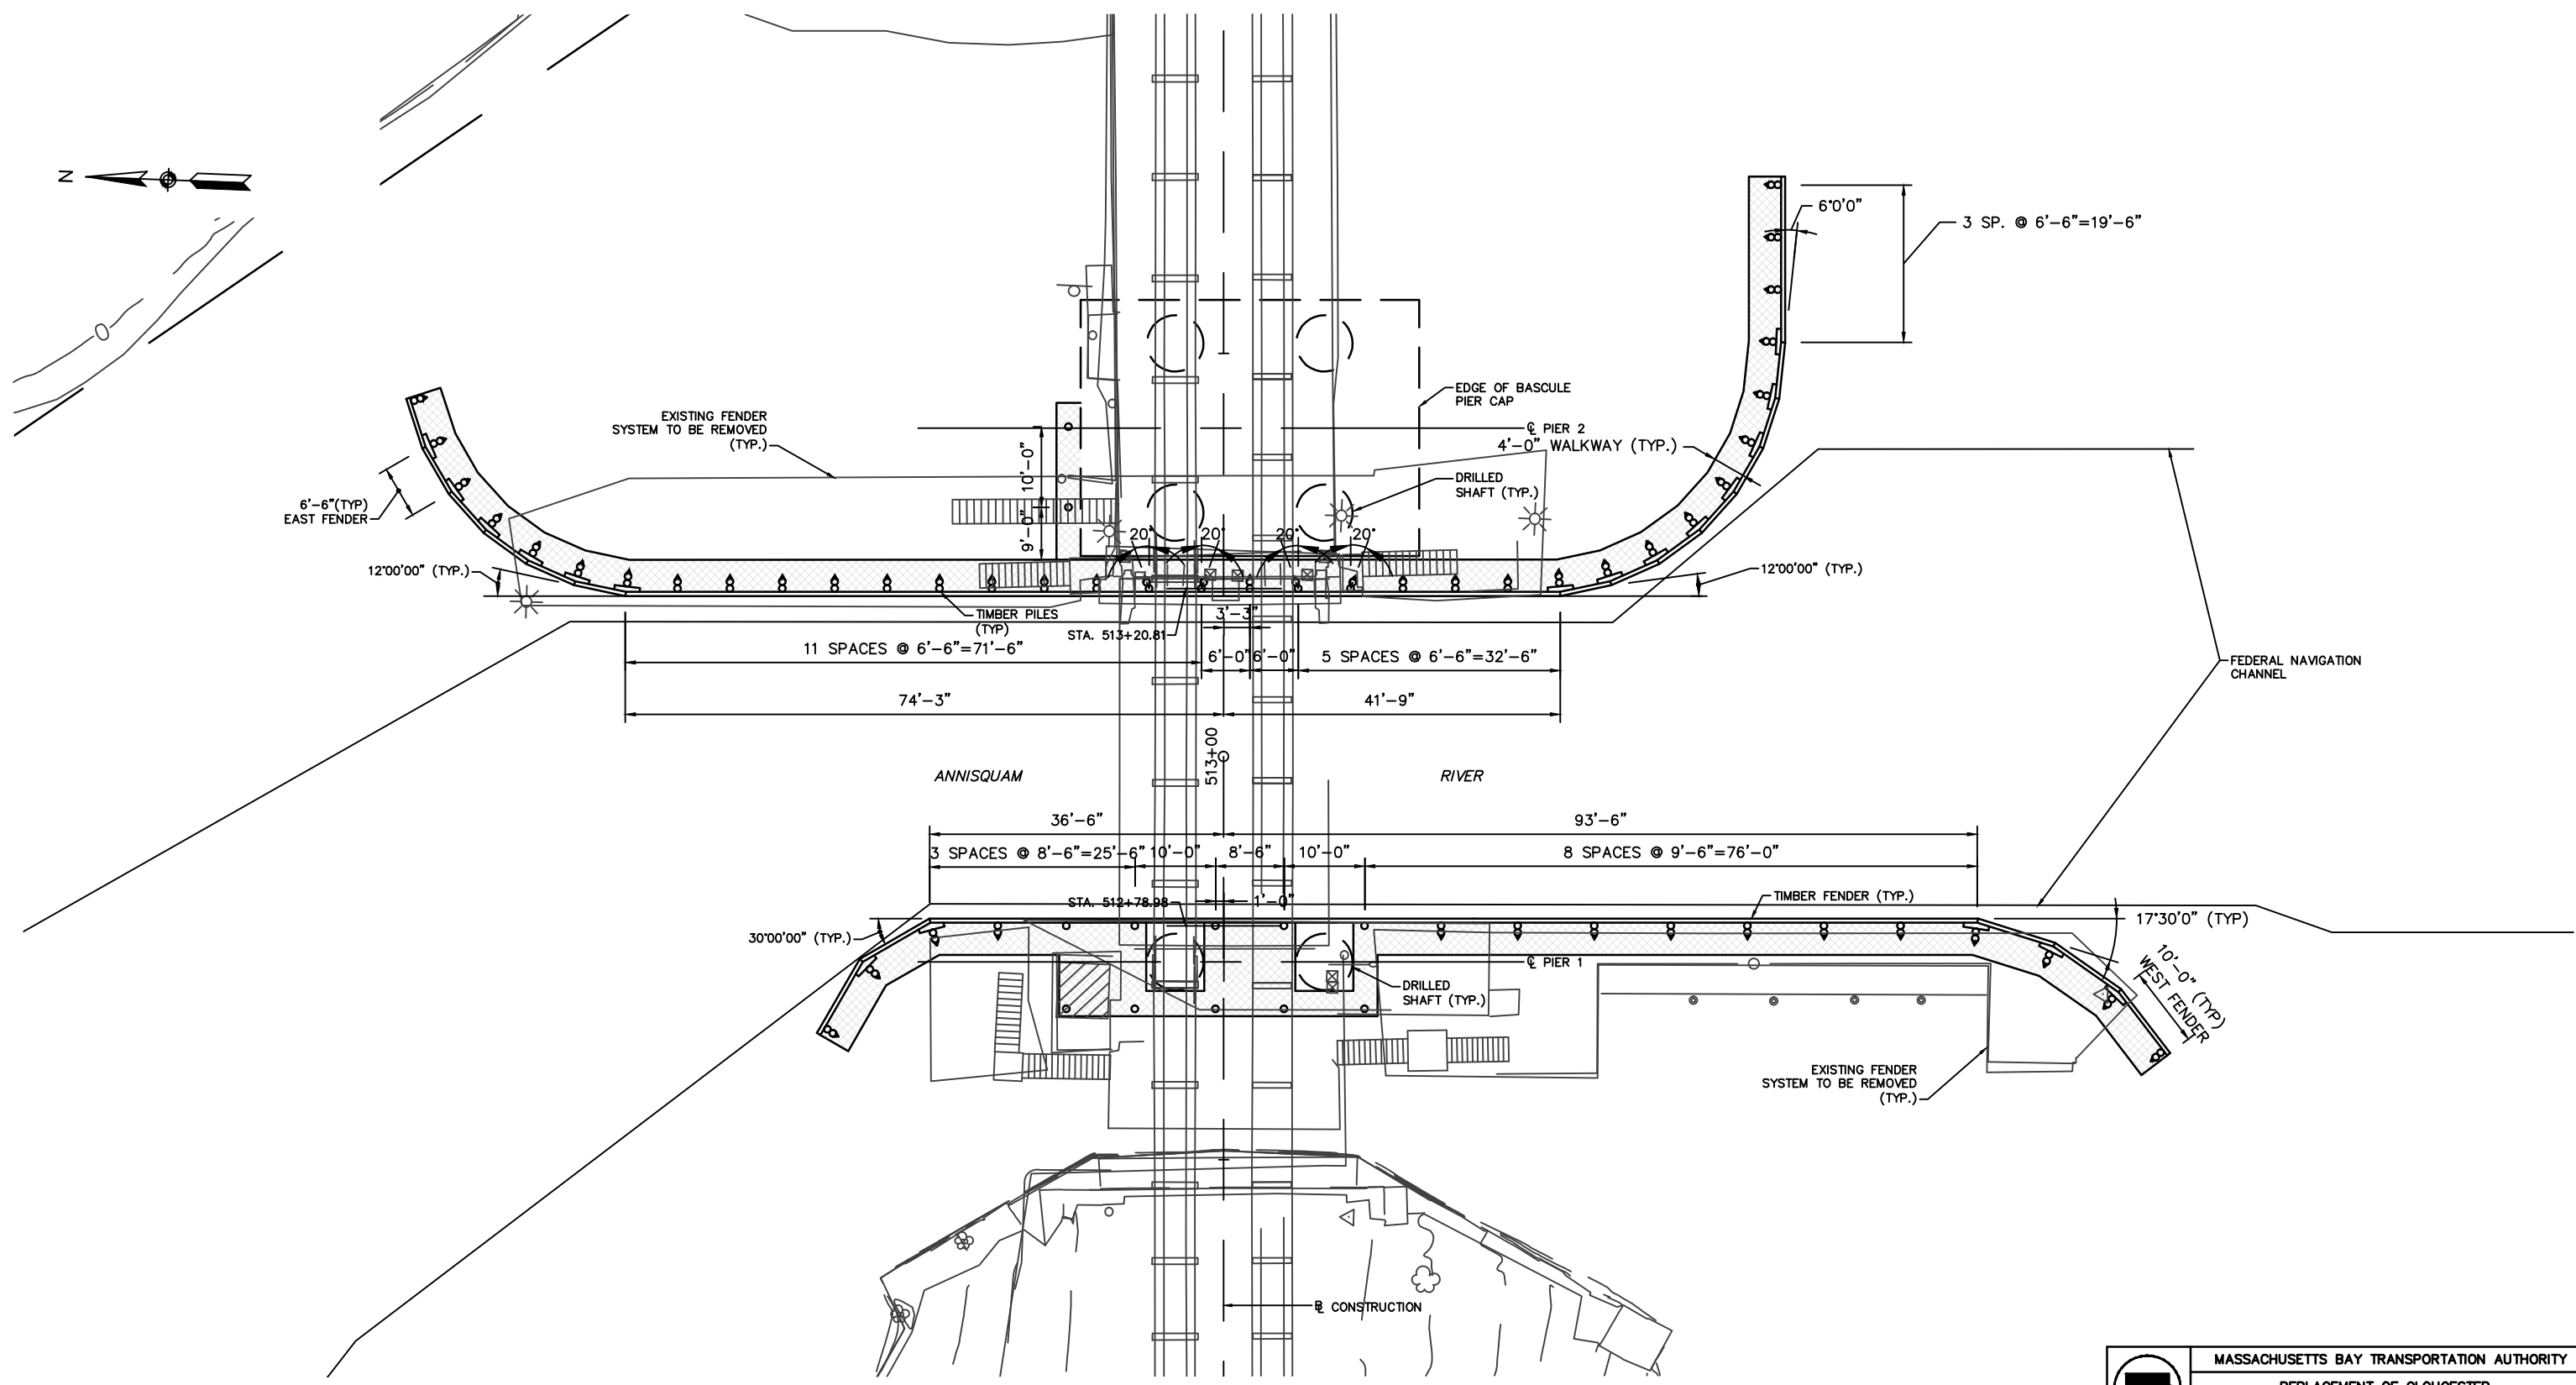 N
6°0'0"
3 SP. @ 6'-6"=19'-6"
EDGE OF BASCULE
PIER CAP
EXISTING FENDER
SYSTEM TO BE REMOVED
(TYP.)
℄ PIER 2
4'-0" WALKWAY (TYP.)
10'-0"
9'-0"
DRILLED
SHAFT (TYP.)
6'-6"(TYP)
EAST FENDER
20°
20°
20°
20°
12°00'00" (TYP.)
12°00'00" (TYP.)
TIMBER PILES
(TYP)
3'-3"
STA. 513+20.81
11 SPACES @ 6'-6"=71'-6"
6'-0"
6'-0"
5 SPACES @ 6'-6"=32'-6"
FEDERAL NAVIGATION
CHANNEL
74'-3"
41'-9"
513+00
ANNISQUAM
RIVER
36'-6"
93'-6"
3 SPACES @ 8'-6"=25'-6"
10'-0"
8'-6"
10'-0"
8 SPACES @ 9'-6"=76'-0"
STA. 512+78.98
1'-0"
TIMBER FENDER (TYP.)
17°30'0" (TYP)
30°00'00" (TYP.)
℄ PIER 1
10'-0" (TYP)
WEST FENDER
DRILLED
SHAFT (TYP.)
EXISTING FENDER
SYSTEM TO BE REMOVED
(TYP.)
BL CONSTRUCTION
MASSACHUSETTS BAY TRANSPORTATION AUTHORITY
REPLACEMENT OF GLOUCESTER